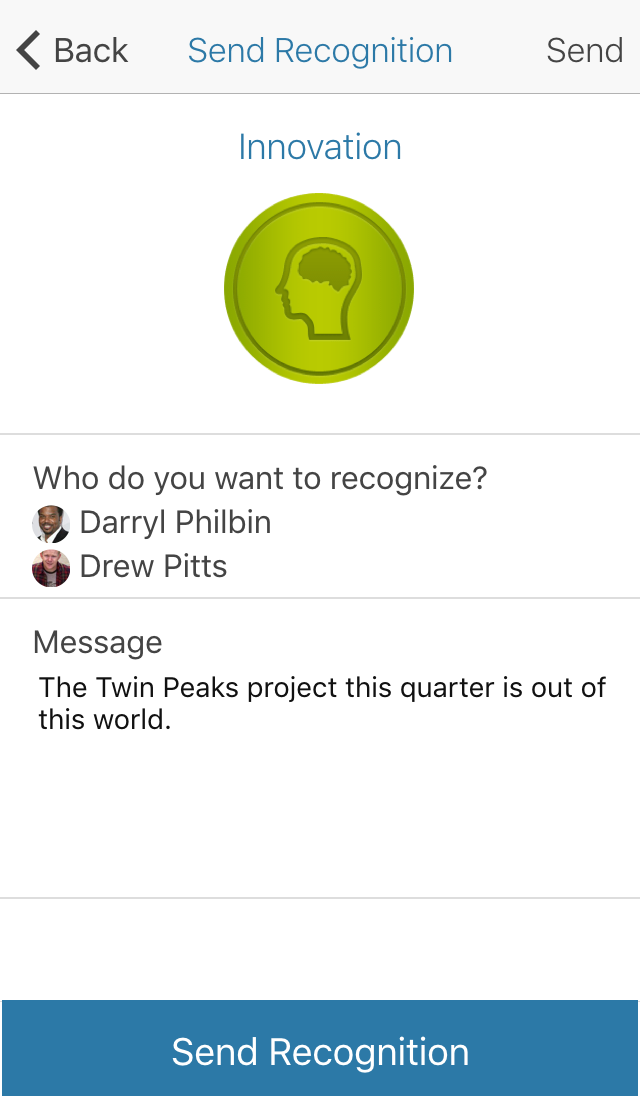 Back Send Recognition Send
Innovation
Who do you want to recognize?
Darryl Philbin
Drew Pitts
Message
The Twin Peaks project this quarter is out of
this world.
Send Recognition